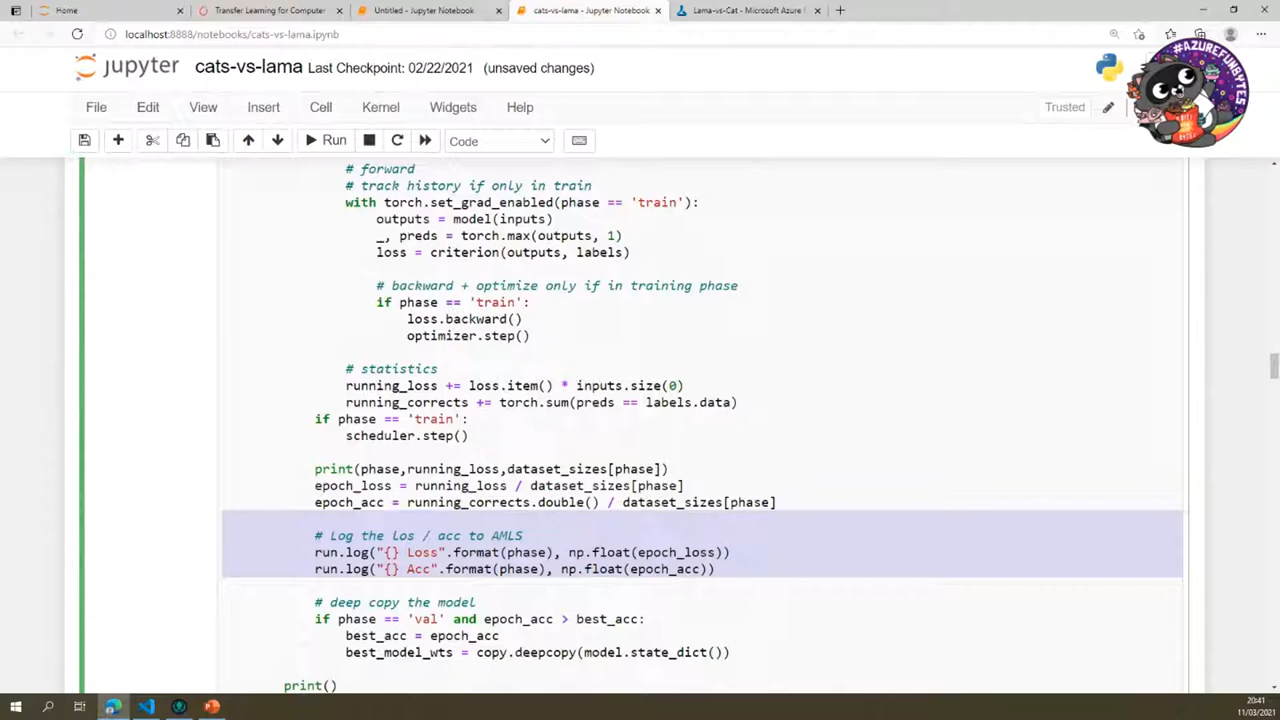 Home
Transfer Learning for Computer
Untitled - Jupyter Notebook
cats-vs-lama - Jupyter Notebook
Lama-vs-Cat - Microsoft Azure
localhost:8888/notebooks/cats-vs-lama.ipynb
jupyter cats-vs-lama Last Checkpoint: 02/22/2021 (unsaved changes)
#AZUREFUNBYTES
File Edit View Insert Cell Kernel Widgets Help
Trusted
Run
Code
# forward
# track history if only in train
with torch.set_grad_enabled(phase == 'train'):
outputs = model(inputs)
_, preds = torch.max(outputs, 1)
loss = criterion(outputs, labels)
# backward + optimize only if in training phase
if phase == 'train':
loss.backward()
optimizer.step()
# statistics
running_loss += loss.item() * inputs.size(0)
running_corrects += torch.sum(preds == labels.data)
if phase == 'train':
scheduler.step()
print(phase,running_loss,dataset_sizes[phase])
epoch_loss = running_loss / dataset_sizes[phase]
epoch_acc = running_corrects.double() / dataset_sizes[phase]
# Log the los / acc to AMLS
run.log("{} Loss".format(phase), np.float(epoch_loss))
run.log("{} Acc".format(phase), np.float(epoch_acc))
# deep copy the model
if phase == 'val' and epoch_acc > best_acc:
best_acc = epoch_acc
best_model_wts = copy.deepcopy(model.state_dict())
print()
20:41
11/03/2021